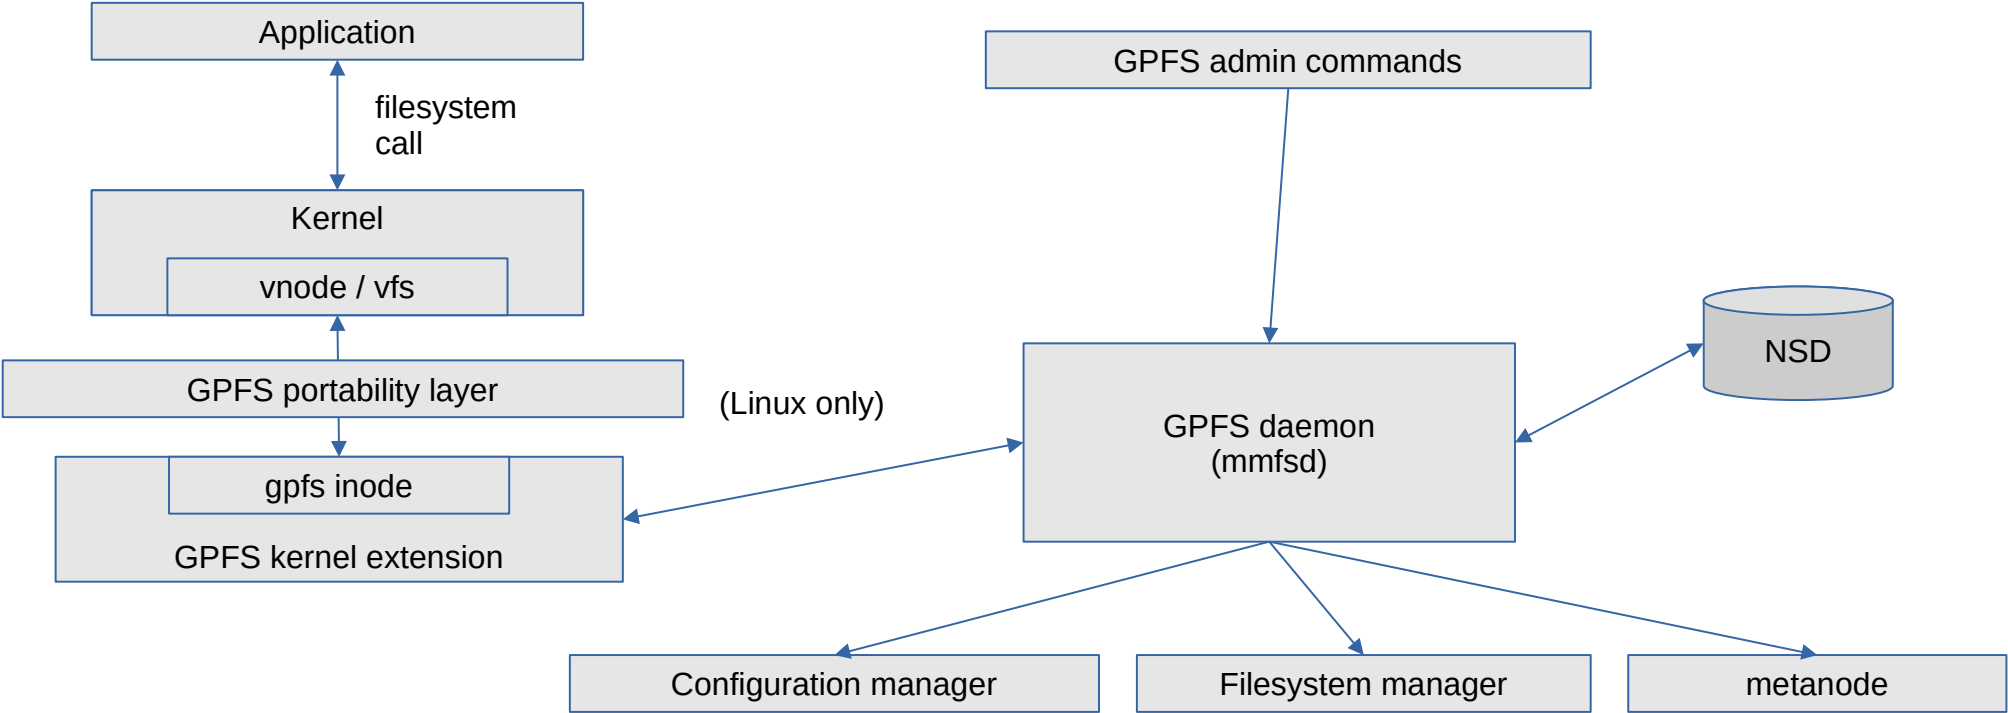 Application
GPFS admin commands
filesystem
call
Kernel
vnode / vfs
NSD
GPFS portability layer
(Linux only)
GPFS daemon
(mmfsd)
gpfs inode
GPFS kernel extension
Configuration manager
Filesystem manager
metanode